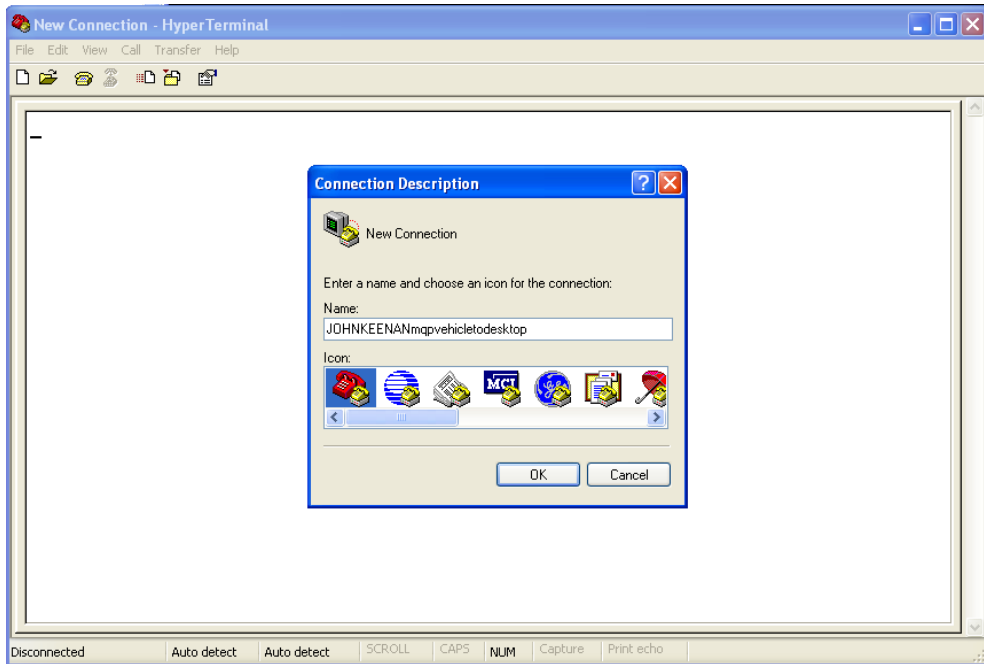 New Connection - HyperTerminal
File Edit View Call Transfer Help
Connection Description
New Connection
Enter a name and choose an icon for the connection:
Name:
JOHNKEENANmqpvehicletodesktop
Icon:
MCI
OK Cancel
Disconnected Auto detect Auto detect SCROLL CAPS NUM Capture Print echo